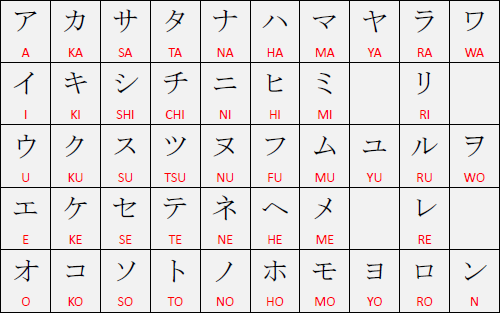 ア カ サ タ ナ ハ マ ヤ ラ ワ
A KA SA TA NA HA MA YA RA WA
イ キ シ チ ニ ヒ ミ リ
I KI SHI CHI NI HI MI RI
ウ ク ス ツ ヌ フ ム ユ ル ヲ
U KU SU TSU NU FU MU YU RU WO
エ ケ セ テ ネ ヘ メ レ
E KE SE TE NE HE ME RE
オ コ ソ ト ノ ホ モ ヨ ロ ン
O KO SO TO NO HO MO YO RO N